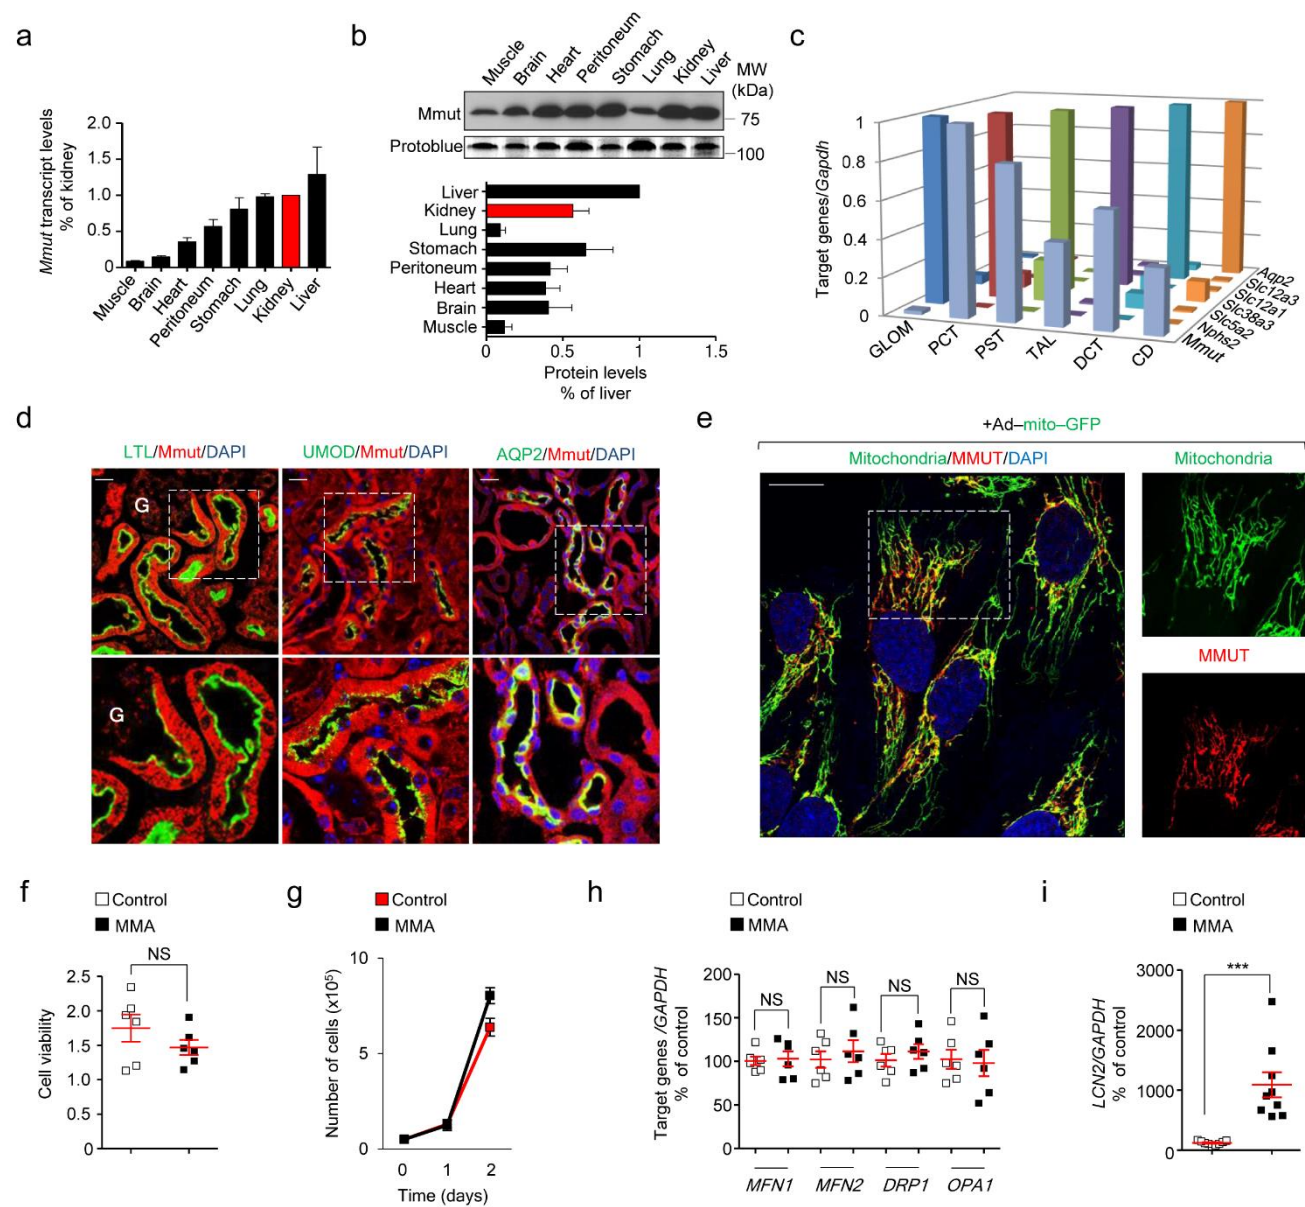 a
Mmut transcript levels
% of kidney
2.0
1.5
1.0
0.5
0
Muscle
Brain
Heart
Peritoneum
Stomach
Lung
Kidney
Liver
b
Muscle
Brain
Heart
Peritoneum
Stomach
Lung
Kidney
Liver
MW
(kDa)
Mmut
75
Protoblue
100
Liver
Kidney
Lung
Stomach
Peritoneum
Heart
Brain
Muscle
0 0.5 1 1.5
Protein levels
% of liver
c
Target genes/Gapdh
1
0.8
0.6
0.4
0.2
0
GLOM
PCT
PST
TAL
DCT
CD
Aqp2
Slc12a3
Slc12a1
Slc38a3
Slc5a2
Nphs2
Mmut
d
LTL/Mmut/DAPI
UMOD/Mmut/DAPI
AQP2/Mmut/DAPI
G
G
e
+Ad–mito–GFP
Mitochondria/MMUT/DAPI
Mitochondria
MMUT
f
Control
MMA
NS
Cell viability
2.5
2.0
1.5
1.0
0.5
0
g
Control
MMA
Number of cells (x10⁵)
10
5
0
0 1 2
Time (days)
h
Control
MMA
Target genes /GAPDH
% of control
200
150
100
50
0
NS
NS
NS
NS
MFN1 MFN2 DRP1 OPA1
i
Control
MMA
LCN2/GAPDH
% of control
3000
2000
1000
0
***